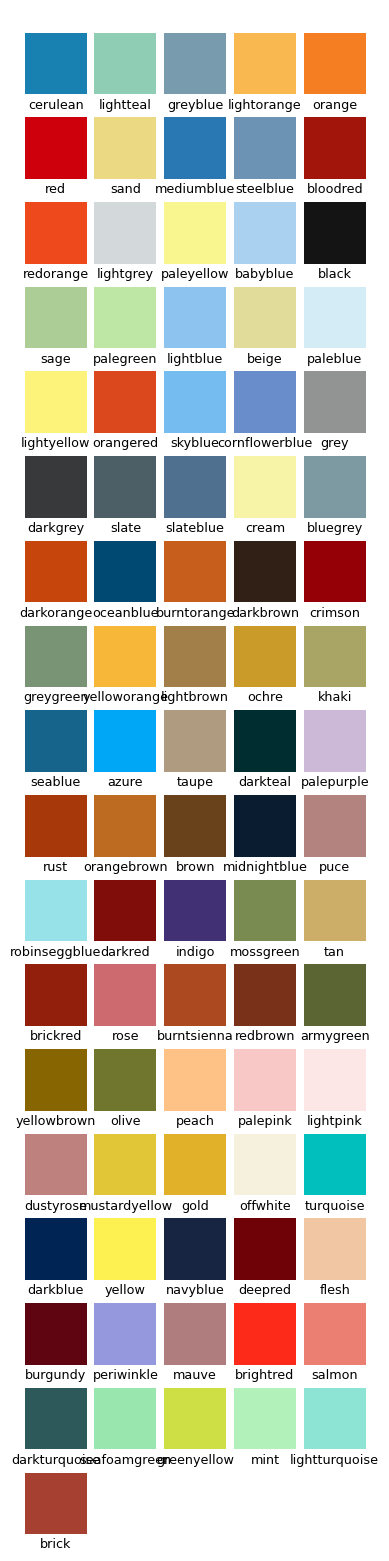 cerulean lightteal greyblue lightorange orange
red sand mediumblue steelblue bloodred
redorange lightgrey paleyellow babyblue black
sage palegreen lightblue beige paleblue
lightyellow orangered skyblue cornflowerblue grey
darkgrey slate slateblue cream bluegrey
darkorange oceanblue burntorange darkbrown crimson
greygreen yelloworange lightbrown ochre khaki
seablue azure taupe darkteal palepurple
rust orangebrown brown midnightblue puce
robinseggblue darkred indigo mossgreen tan
brickred rose burntsienna redbrown armygreen
yellowbrown olive peach palepink lightpink
dustyrose mustardyellow gold offwhite turquoise
darkblue yellow navyblue deepred flesh
burgundy periwinkle mauve brightred salmon
darkturquoise seafoamgreen greenyellow mint lightturquoise
brick